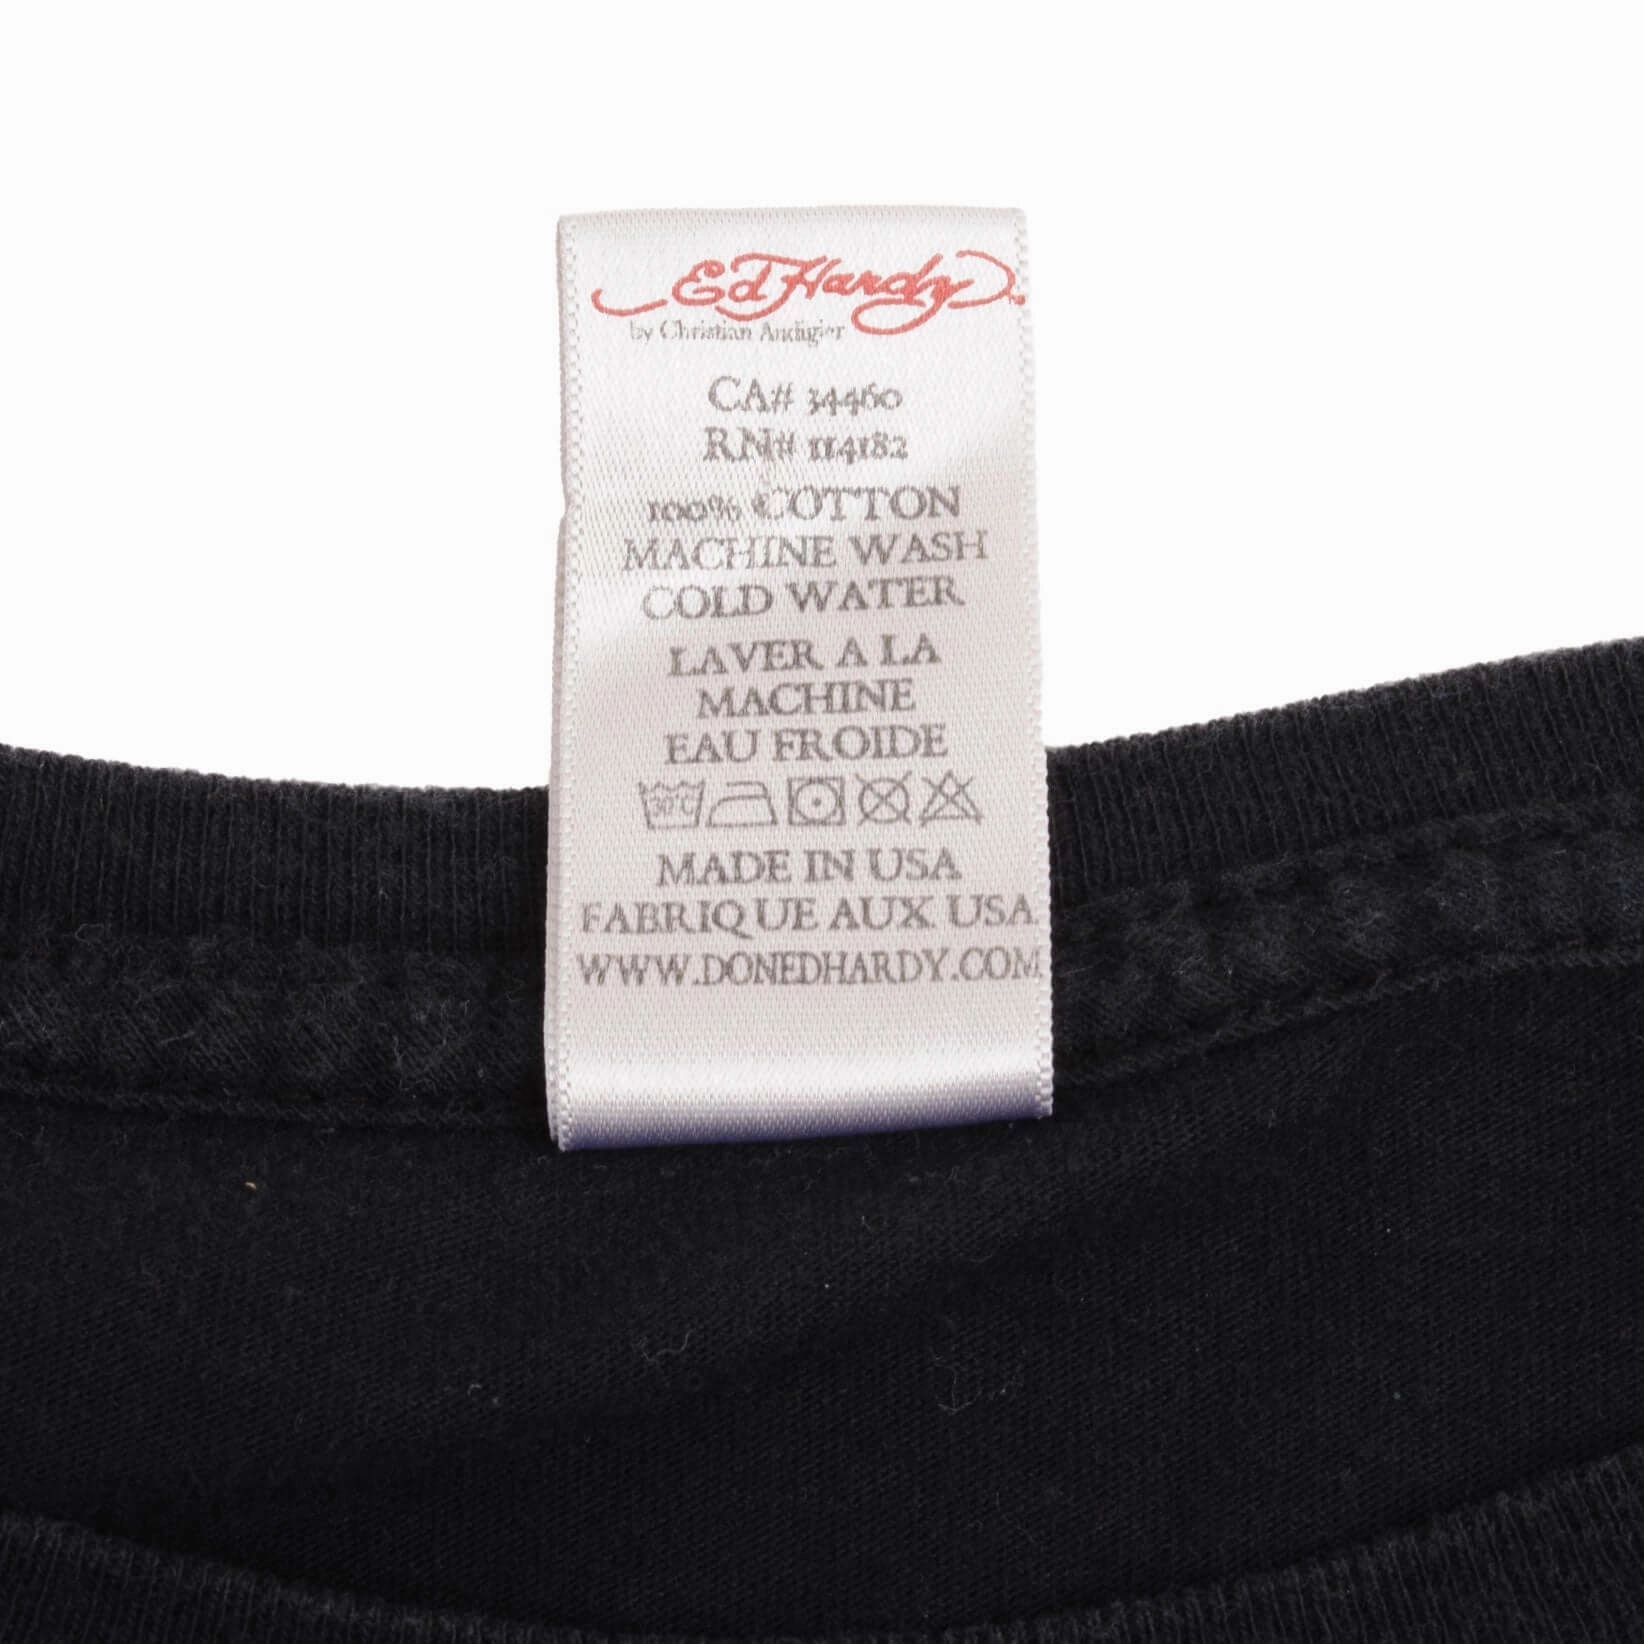 Ed Hardy
by Christian Audigier
CA# 34460
RN# 114182
100% COTTON
MACHINE WASH
COLD WATER
LAVER A LA
MACHINE
EAU FROIDE
30°C
MADE IN USA
FABRIQUE AUX USA
WWW.DONEDHARDY.COM